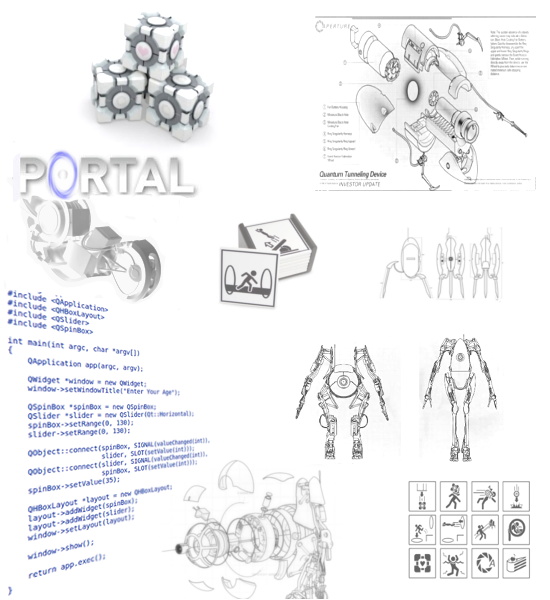 APERTURE
Quantum Tunneling Device
INVESTOR UPDATE
PORTAL
#include <QApplication>
#include <QHBoxLayout>
#include <QSlider>
#include <QSpinBox>
int main(int argc, char *argv[])
{
QApplication app(argc, argv);
QWidget *window = new QWidget;
window->setWindowTitle("Enter Your Age");
QSpinBox *spinBox = new QSpinBox;
QSlider *slider = new QSlider(Qt::Horizontal);
spinBox->setRange(0, 130);
slider->setRange(0, 130);
QObject::connect(spinBox, SIGNAL(valueChanged(int)),
slider, SLOT(setValue(int)));
QObject::connect(slider, SIGNAL(valueChanged(int)),
spinBox, SLOT(setValue(int)));
spinBox->setValue(35);
QHBoxLayout *layout = new QHBoxLayout;
layout->addWidget(spinBox);
layout->addWidget(slider);
window->setLayout(layout);
window->show();
return app.exec();
}